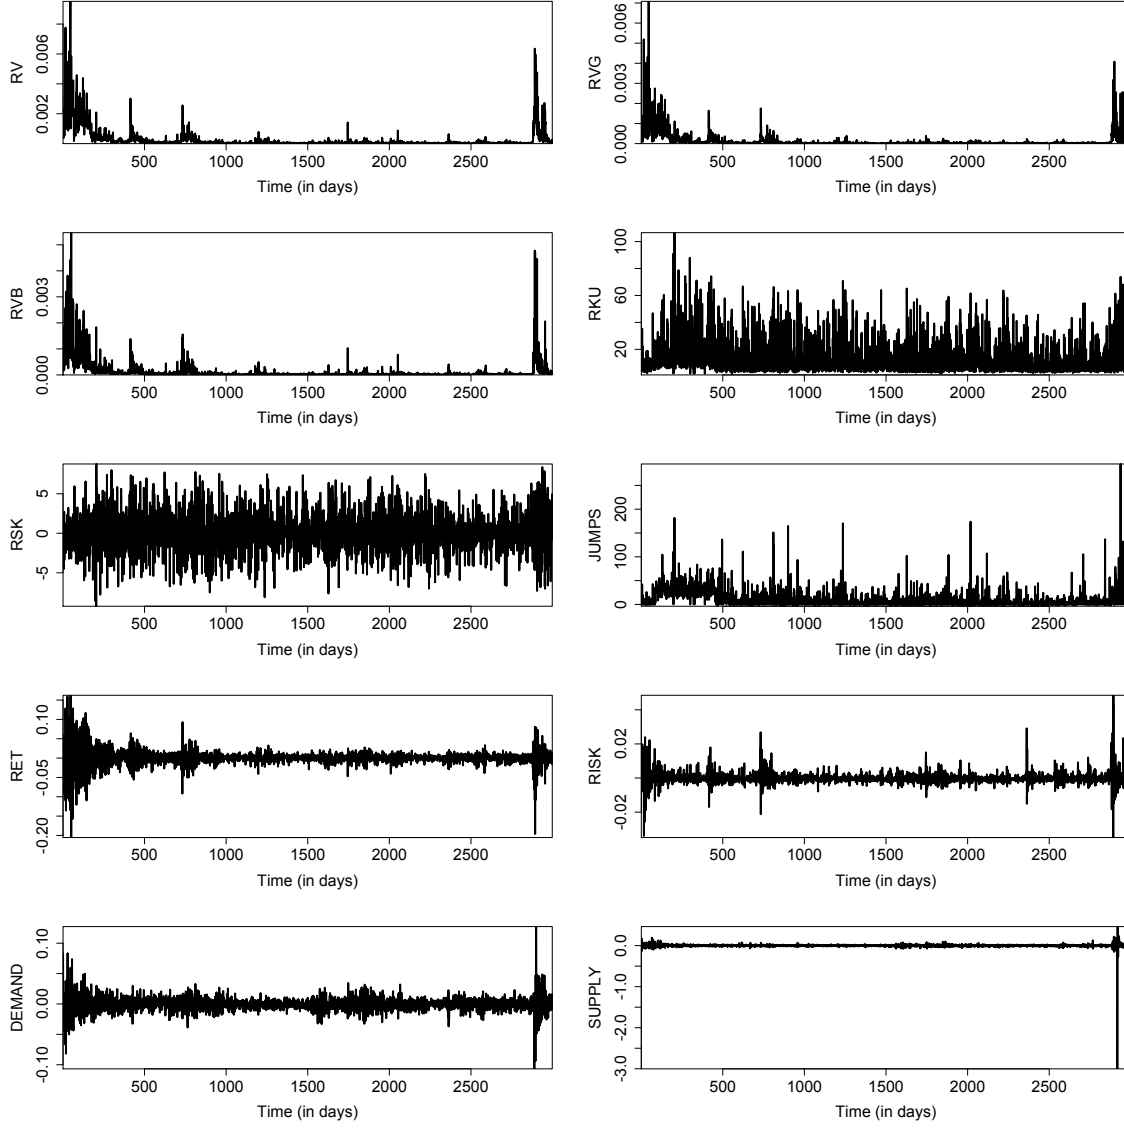 RV
0.002 0.006
500 1000 1500 2000 2500
Time (in days)
RVG
0.000 0.003 0.006
500 1000 1500 2000 2500
Time (in days)
RVB
0.000 0.003
500 1000 1500 2000 2500
Time (in days)
RKU
20 60 100
500 1000 1500 2000 2500
Time (in days)
RSK
-5 0 5
500 1000 1500 2000 2500
Time (in days)
JUMPS
0 100 200
500 1000 1500 2000 2500
Time (in days)
RET
-0.20 -0.05 0.10
500 1000 1500 2000 2500
Time (in days)
RISK
-0.02 0.02
500 1000 1500 2000 2500
Time (in days)
DEMAND
-0.10 0.00 0.10
500 1000 1500 2000 2500
Time (in days)
SUPPLY
-3.0 -2.0 -1.0 0.0
500 1000 1500 2000 2500
Time (in days)